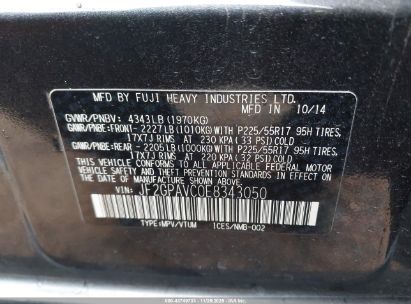 MFD. BY FUJI HEAVY INDUSTRIES LTD.
MFD IN 10/14
GVWR/PNBV : 4343LB (1970KG)
GAWR/PNBE: FRONT- 2227LB (1010KG) WITH P225/55R17 95H TIRES,
17X7J RIMS AT 230 KPA (33 PSI) COLD
GAWR/PNBE: REAR - 2205LB (1000KG) WITH P225/55R17 95H TIRES,
17X7J RIMS AT 220 KPA (32 PSI) COLD
THIS VEHICLE CONFORMS TO ALL APPLICABLE U.S. FEDERAL MOTOR
VEHICLE SAFETY STANDARDS IN EFFECT ON THE DATE OF
MANUFACTURE SHOWN ABOVE.
VIN: JF2GPAVC0E8343050
TYPE:MPV/VTUM ICES/NMB-002